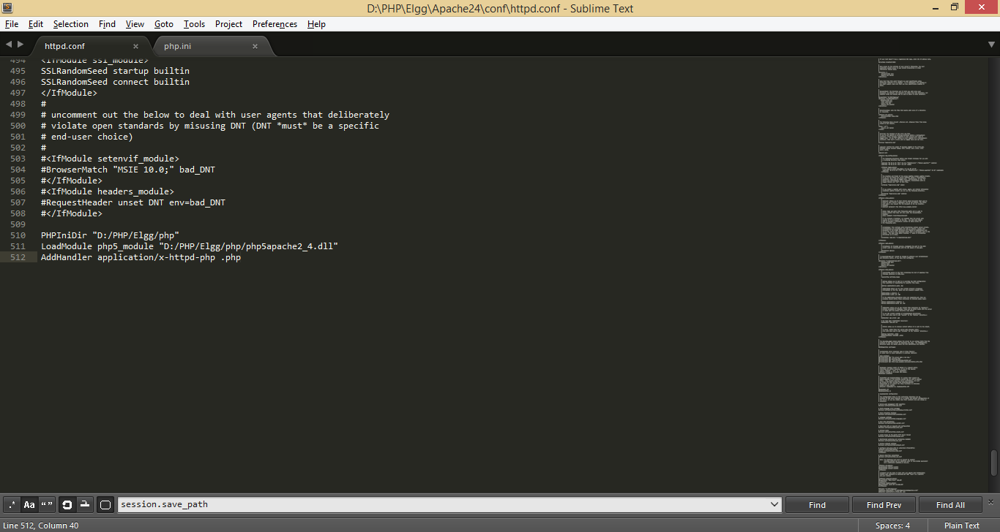 D:\PHP\Elgg\Apache24\conf\httpd.conf - Sublime Text
File Edit Selection Find View Goto Tools Project Preferences Help
httpd.conf php.ini
494 <IfModule ssl_module>
495 SSLRandomSeed startup builtin
496 SSLRandomSeed connect builtin
497 </IfModule>
498 #
499 # uncomment out the below to deal with user agents that deliberately
500 # violate open standards by misusing DNT (DNT *must* be a specific
501 # end-user choice)
502 #
503 #<IfModule setenvif_module>
504 #BrowserMatch "MSIE 10.0;" bad_DNT
505 #</IfModule>
506 #<IfModule headers_module>
507 #RequestHeader unset DNT env=bad_DNT
508 #</IfModule>
509
510 PHPIniDir "D:/PHP/Elgg/php"
511 LoadModule php5_module "D:/PHP/Elgg/php/php5apache2_4.dll"
512 AddHandler application/x-httpd-php .php
.* Aa “” session.save_path Find Find Prev Find All
Line 512, Column 40 Spaces: 4 Plain Text